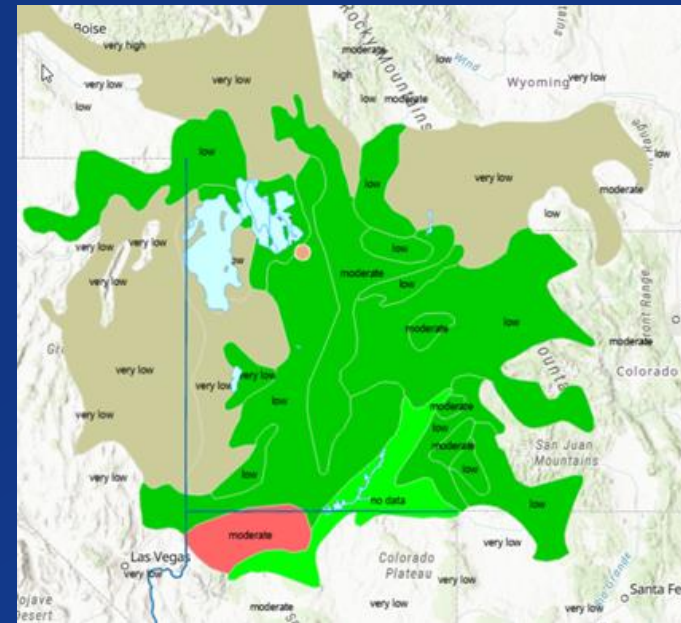 Boise
very high
Rocky Mountains
moderate
low
Wind
high
very low
very low
low
low
moderate
Wyoming
very low
low
low
very low
moderate
low
low
very low
very low
low
moderate
low
very low
moderate
low
moderate
Colorado
very low
very low
very low
low
very low
moderate
low
moderate
San Juan
Mountains
very low
low
low
no data
low
moderate
very low
Las Vegas
very low
Colorado
Plateau
very low
Rio Grande
Santa Fe
moderate
very low
very low